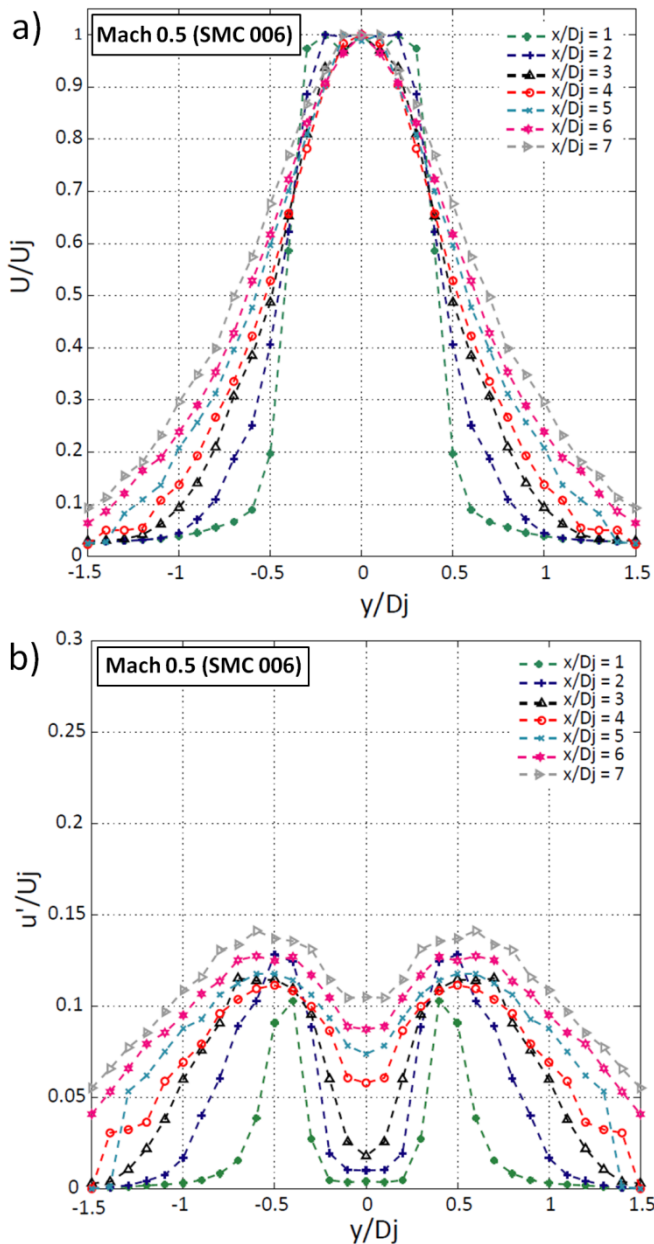 a)
Mach 0.5 (SMC 006)
x/Dj = 1
x/Dj = 2
x/Dj = 3
x/Dj = 4
x/Dj = 5
x/Dj = 6
x/Dj = 7
1
0.9
0.8
0.7
0.6
0.5
0.4
0.3
0.2
0.1
0
U/Uj
-1.5 -1 -0.5 0 0.5 1 1.5
y/Dj
b)
Mach 0.5 (SMC 006)
x/Dj = 1
x/Dj = 2
x/Dj = 3
x/Dj = 4
x/Dj = 5
x/Dj = 6
x/Dj = 7
0.3
0.25
0.2
0.15
0.1
0.05
0
u'/Uj
-1.5 -1 -0.5 0 0.5 1 1.5
y/Dj